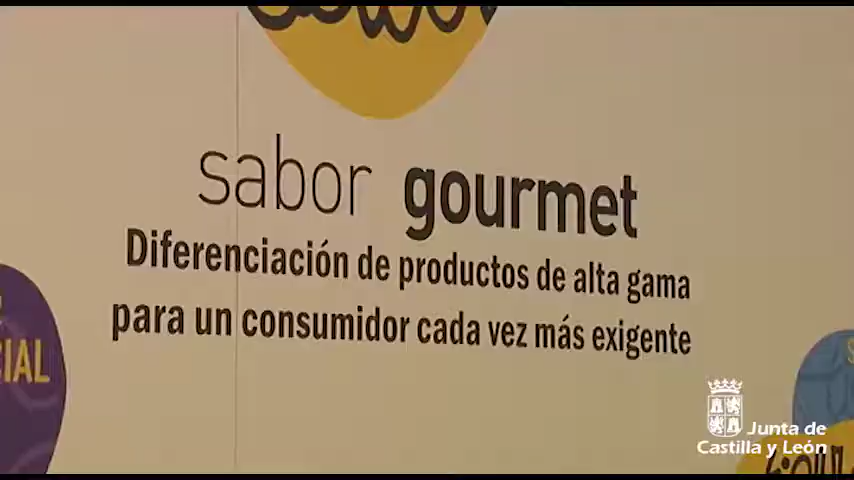 sabor gourmet
Diferenciación de productos de alta gama
para un consumidor cada vez más exigente
Junta de
Castilla y León